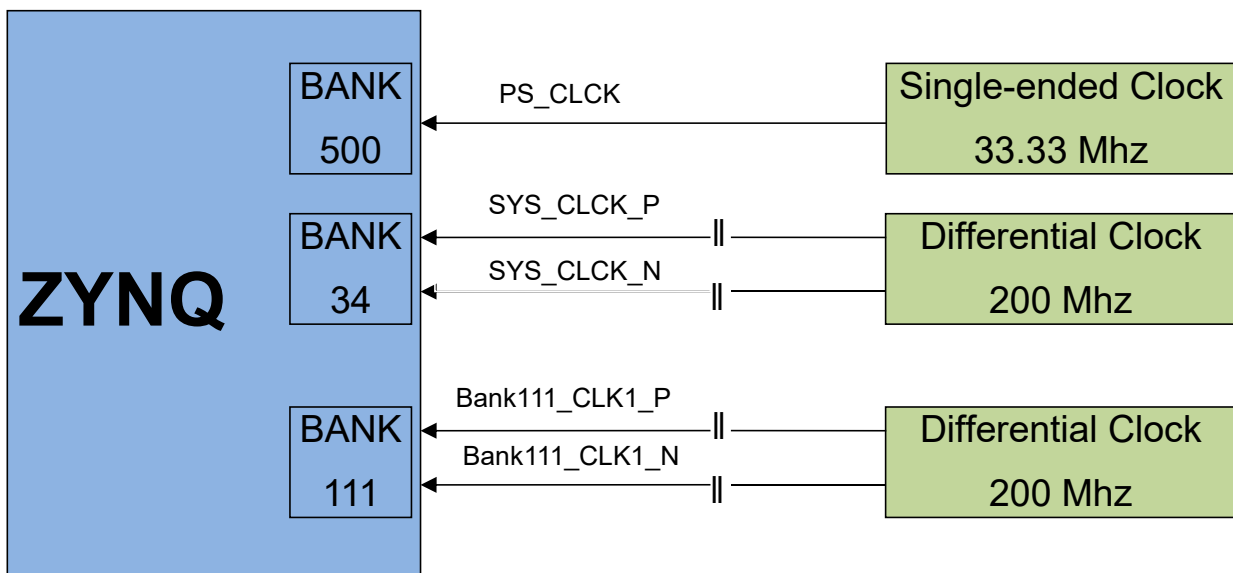 BANK
500
PS_CLCK
Single-ended Clock
33.33 Mhz
ZYNQ
BANK
34
SYS_CLCK_P
SYS_CLCK_N
Differential Clock
200 Mhz
BANK
111
Bank111_CLK1_P
Bank111_CLK1_N
Differential Clock
200 Mhz